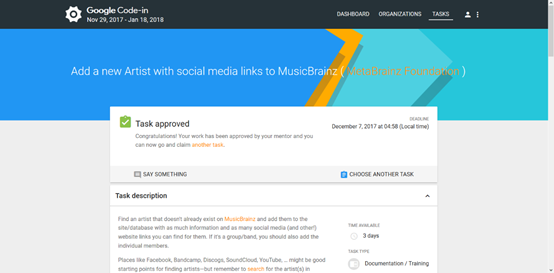 Google Code-in
Nov 29, 2017 - Jan 18, 2018
DASHBOARD ORGANIZATIONS TASKS
Add a new Artist with social media links to MusicBrainz ( MetaBrainz Foundation )
Task approved
Congratulations! Your work has been approved by your mentor and you
now go and claim another task.
DEADLINE
December 7, 2017 at 04:58 (Local time)
SAY SOMETHING
CHOOSE ANOTHER TASK
Task description
Find an artist that doesn't already exist on MusicBrainz and add them to the
site/database with as much information and as many social media (and other!)
website links you can find for them. If it's a group/band, you should also add the
individual members.
Places like Facebook, Bandcamp, Discogs, SoundCloud, YouTube, ... might be good
starting points for finding artists–but remember to search for the artist(s) in
TIME AVAILABLE
3 days
TASK TYPE
Documentation / Training